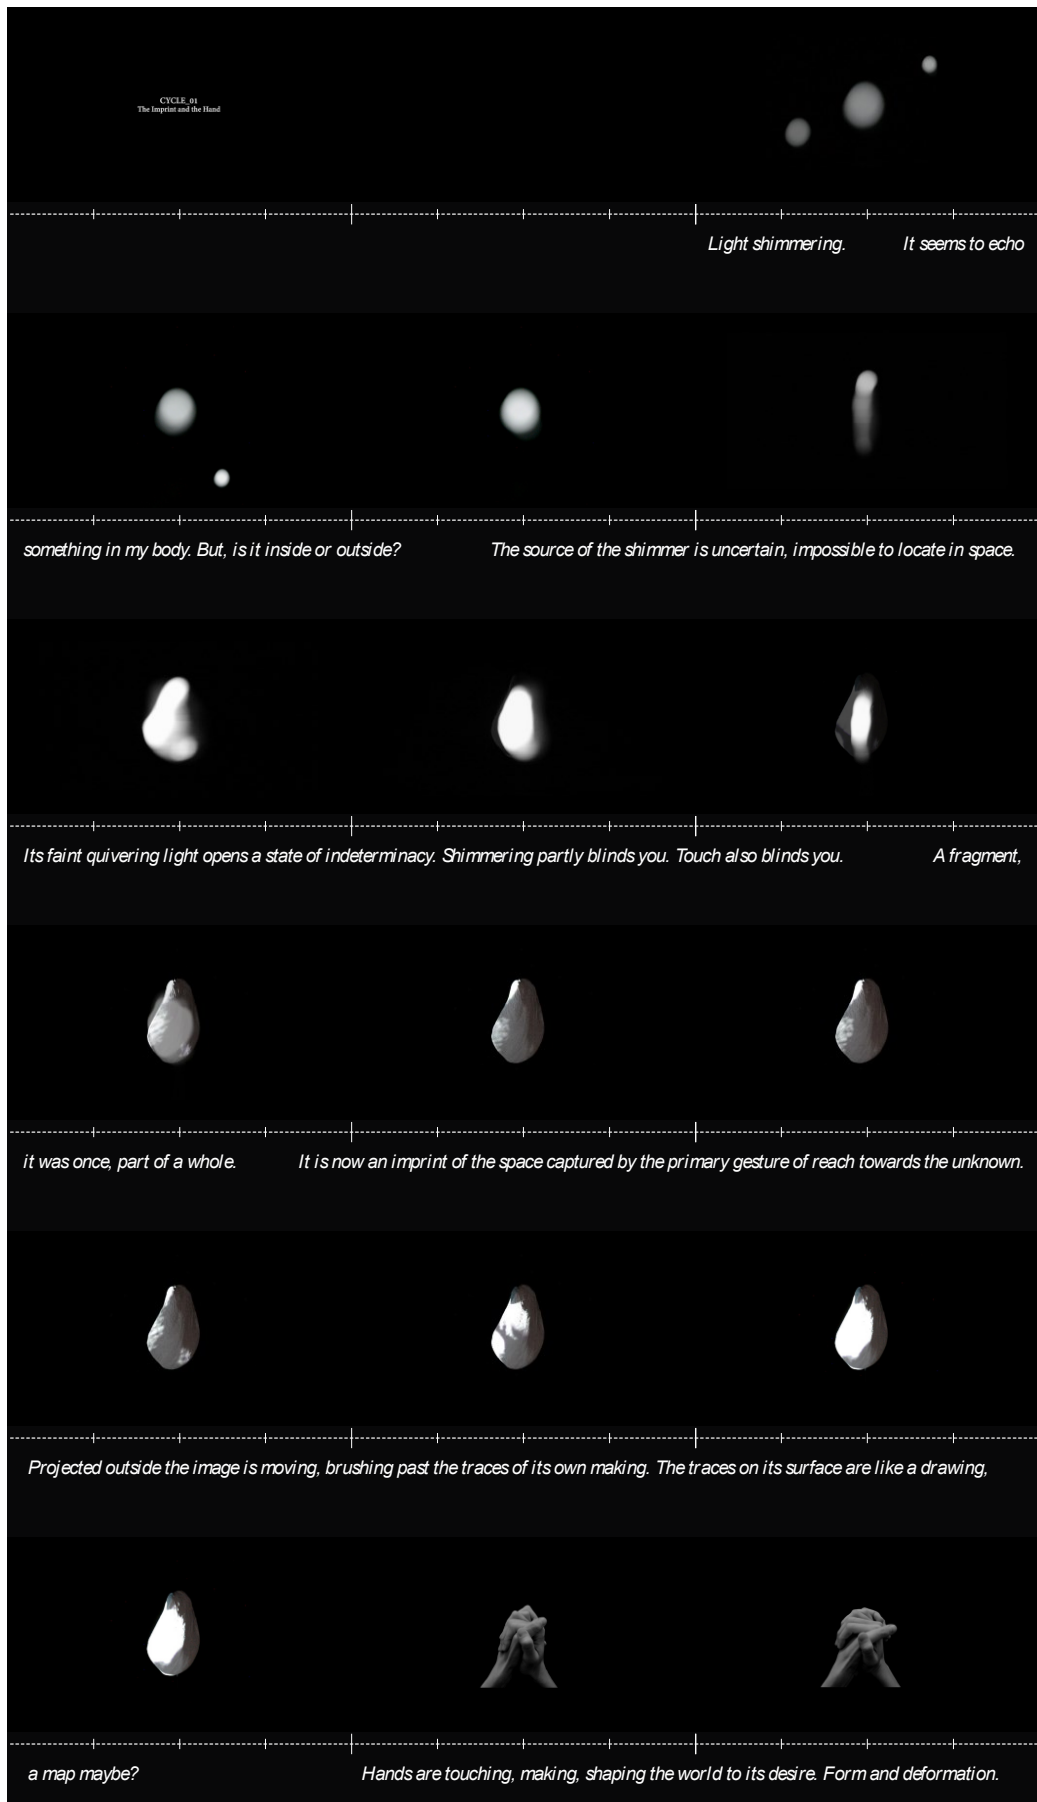 CYCLE_01
The Imprint and the Hand
Light shimmering. It seems to echo
something in my body. But, is it inside or outside? The source of the shimmer is uncertain, impossible to locate in space.
Its faint quivering light opens a state of indeterminacy. Shimmering partly blinds you. Touch also blinds you. A fragment,
it was once, part of a whole. It is now an imprint of the space captured by the primary gesture of reach towards the unknown.
Projected outside the image is moving, brushing past the traces of its own making. The traces on its surface are like a drawing,
a map maybe? Hands are touching, making, shaping the world to its desire. Form and deformation.